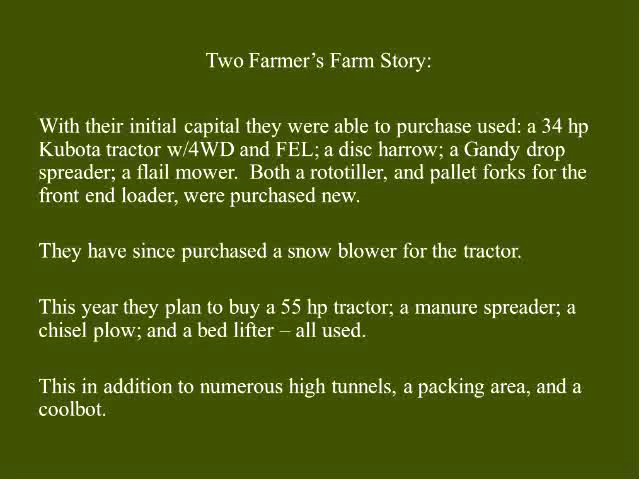 Two Farmer’s Farm Story:
With their initial capital they were able to purchase used: a 34 hp
Kubota tractor w/4WD and FEL; a disc harrow; a Gandy drop
spreader; a flail mower.  Both a rototiller, and pallet forks for the
front end loader, were purchased new.
They have since purchased a snow blower for the tractor.
This year they plan to buy a 55 hp tractor; a manure spreader; a
chisel plow; and a bed lifter – all used.
This in addition to numerous high tunnels, a packing area, and a
coolbot.